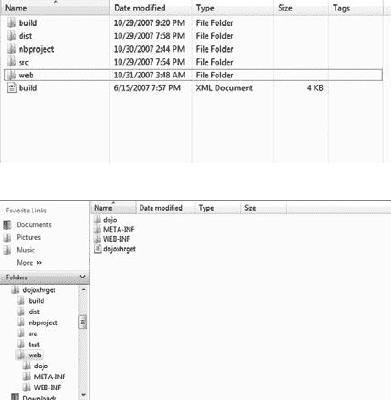 Name Date modified Type Size Tags
build 10/29/2007 9:20 PM File Folder
dist 10/29/2007 7:58 PM File Folder
nbproject 10/30/2007 2:44 PM File Folder
src 10/29/2007 7:54 PM File Folder
web 10/31/2007 3:48 AM File Folder
build 6/15/2007 7:57 PM XML Document 4 KB
Favorite Links
Documents
Pictures
Music
More »
Folders
dojoxhrget
build
dist
nbproject
src
test
web
dojo
META-INF
WEB-INF
Downloads
Name Date modified Type Size
dojo
META-INF
WEB-INF
dojoxhrget